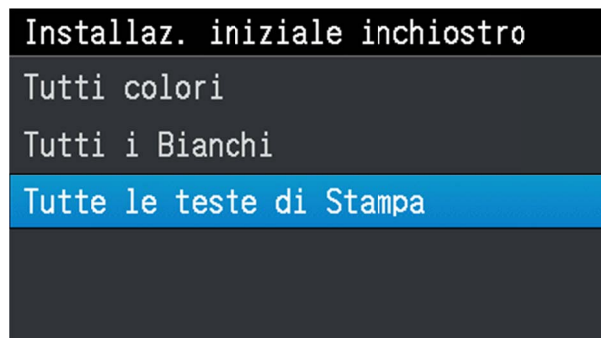 Installaz. iniziale inchiostro
Tutti colori
Tutti i Bianchi
Tutte le teste di Stampa